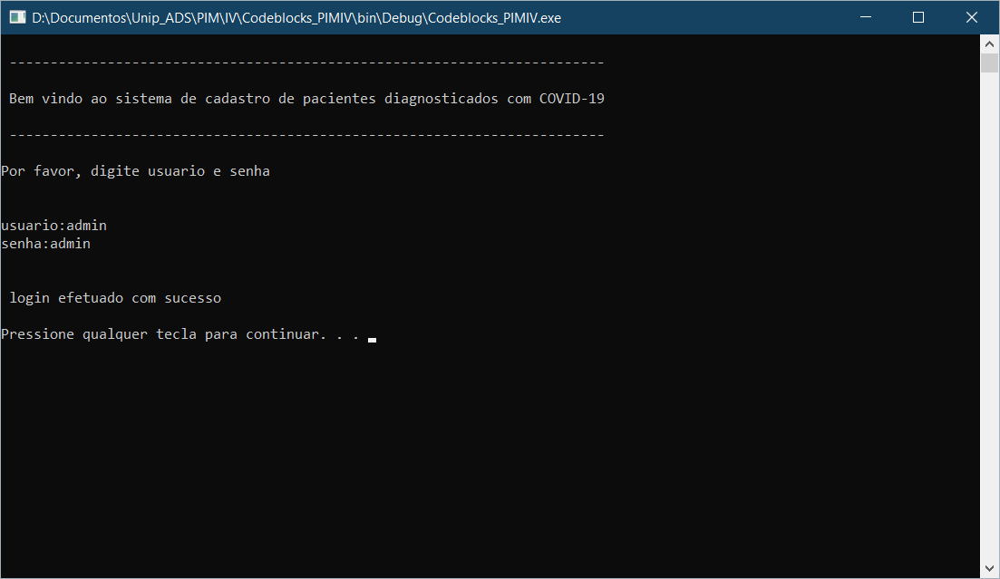 D:\Documentos\Unip_ADS\PIM\IV\Codeblocks_PIMIV\bin\Debug\Codeblocks_PIMIV.exe
-------------------------------------------------------------------------
Bem vindo ao sistema de cadastro de pacientes diagnosticados com COVID-19
-------------------------------------------------------------------------
Por favor, digite usuario e senha
usuario:admin
senha:admin
login efetuado com sucesso
Pressione qualquer tecla para continuar. . .